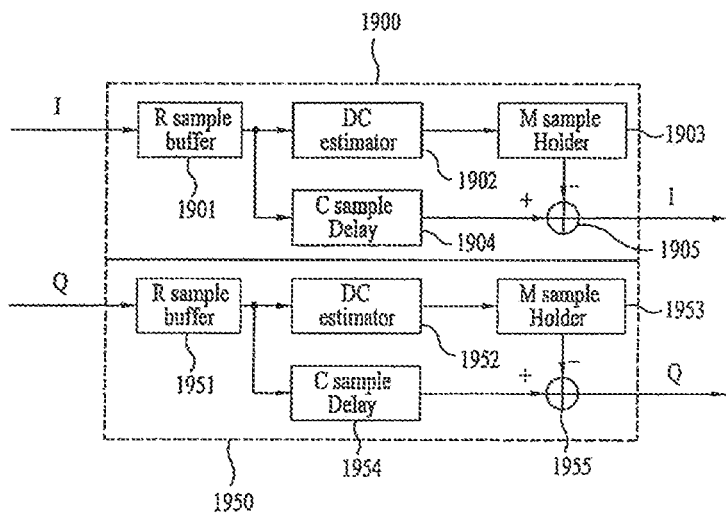 1900
I
R sample
buffer
DC
estimator
M sample
Holder
1903
1901
1902
C sample
Delay
+
−
I
1904
1905
Q
R sample
buffer
DC
estimator
M sample
Holder
1953
1951
1952
C sample
Delay
+
−
Q
1954
1955
1950